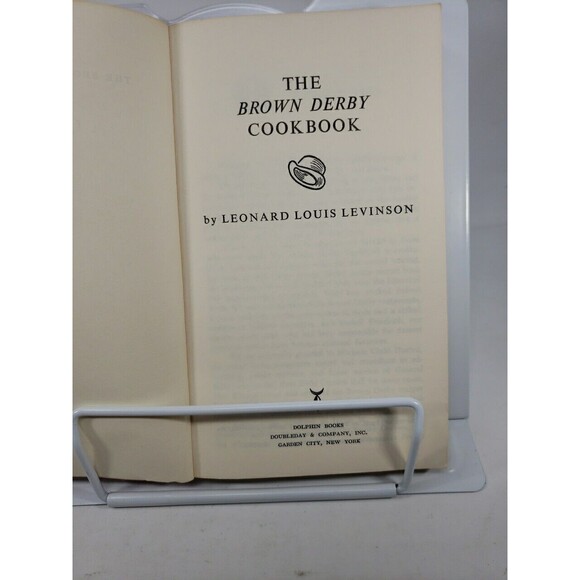 THE
BROWN DERBY
COOKBOOK
by LEONARD LOUIS LEVINSON
DOLPHIN BOOKS
DOUBLEDAY & COMPANY, INC.
GARDEN CITY, NEW YORK